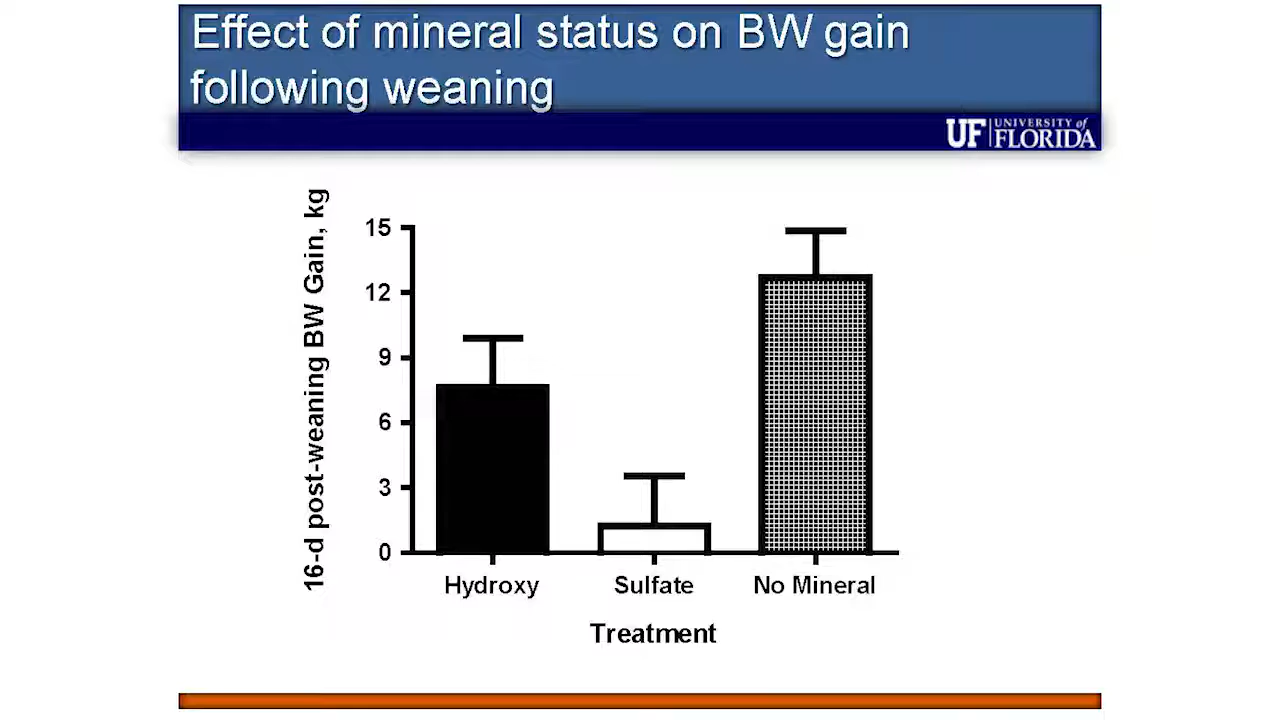 Effect of mineral status on BW gain
following weaning
UF UNIVERSITY of
FLORIDA
16-d post-weaning BW Gain, kg
15
12
9
6
3
0
Hydroxy Sulfate No Mineral
Treatment